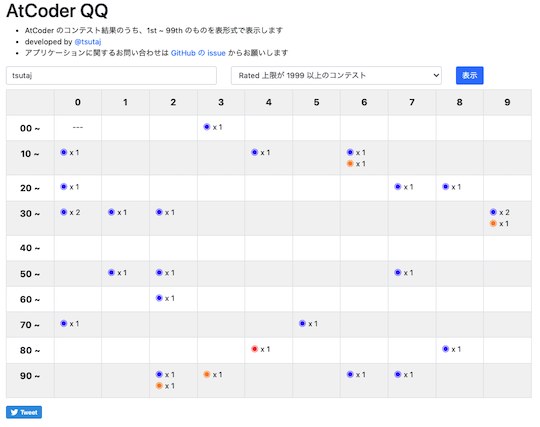 AtCoder QQ
AtCoder のコンテスト結果のうち、1st ~ 99th のものを表形式で表示します
developed by @tsutaj
アプリケーションに関するお問い合わせは GitHub の issue からお願いします
tsutaj Rated 上限が 1999 以上のコンテスト 表示
0 1 2 3 4 5 6 7 8 9
00 ~ --- x 1
10 ~ x 1 x 1 x 1
x 1
20 ~ x 1 x 1 x 1
30 ~ x 2 x 1 x 1 x 2
x 1
40 ~
50 ~ x 1 x 1 x 1
60 ~ x 1
70 ~ x 1 x 1
80 ~ x 1 x 1
90 ~ x 1 x 1 x 1 x 1
x 1
Tweet